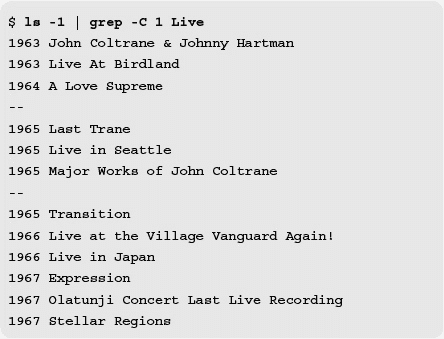 $ ls -1 | grep -C 1 Live
1963 John Coltrane & Johnny Hartman
1963 Live At Birdland
1964 A Love Supreme
--
1965 Last Trane
1965 Live in Seattle
1965 Major Works of John Coltrane
--
1965 Transition
1966 Live at the Village Vanguard Again!
1966 Live in Japan
1967 Expression
1967 Olatunji Concert Last Live Recording
1967 Stellar Regions